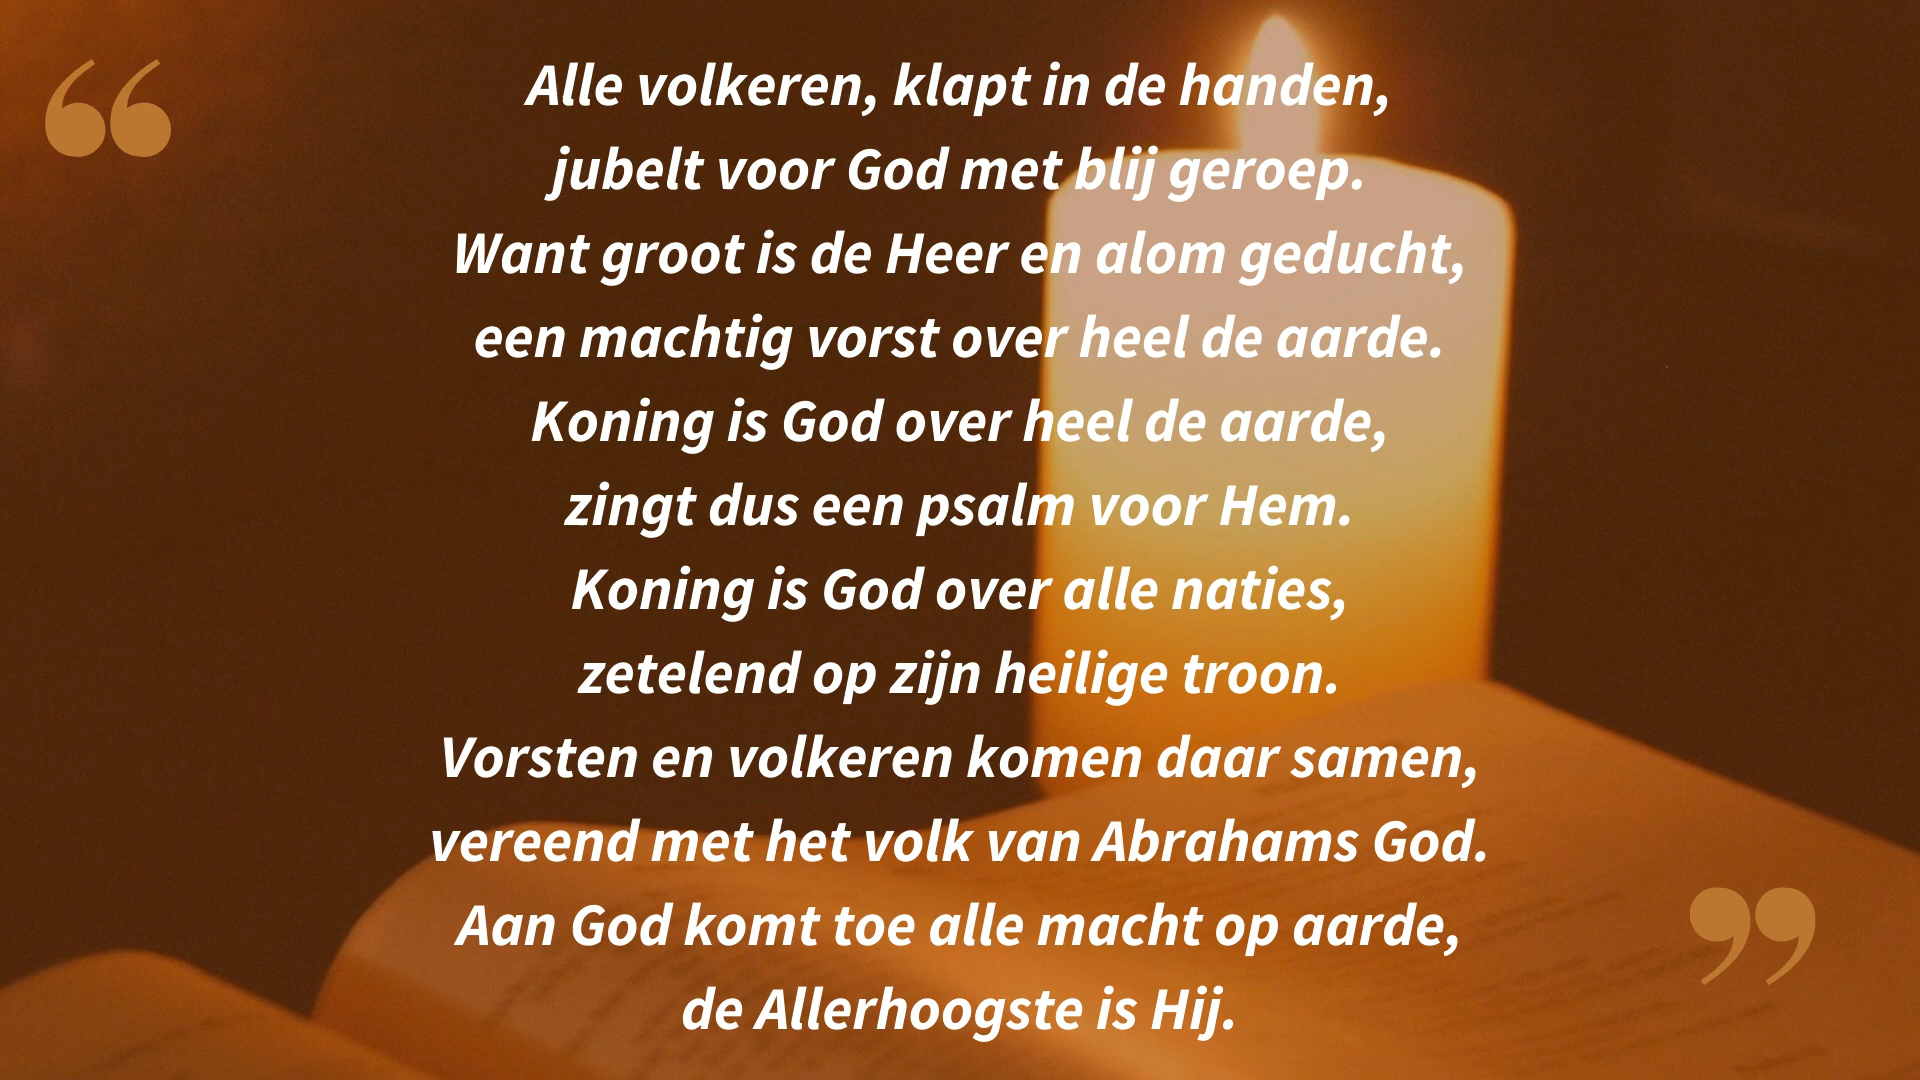 “
Alle volkeren, klapt in de handen,
jubelt voor God met blij geroep.
Want groot is de Heer en alom geducht,
een machtig vorst over heel de aarde.
Koning is God over heel de aarde,
zingt dus een psalm voor Hem.
Koning is God over alle naties,
zetelend op zijn heilige troon.
Vorsten en volkeren komen daar samen,
vereend met het volk van Abrahams God.
Aan God komt toe alle macht op aarde,
de Allerhoogste is Hij.
”